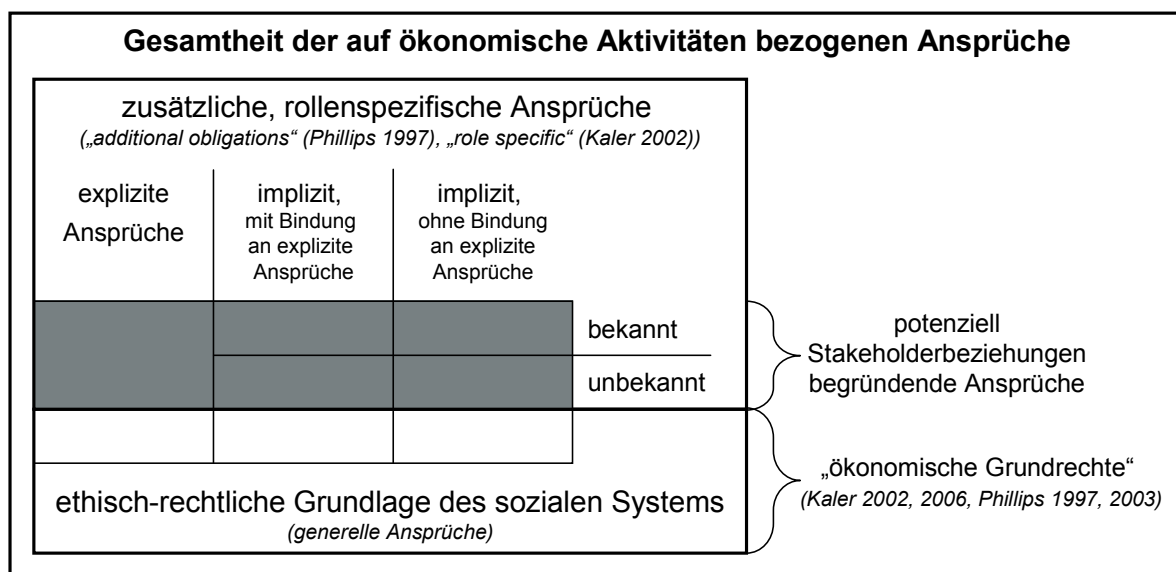 Gesamtheit der auf ökonomische Aktivitäten bezogenen Ansprüche
zusätzliche, rollenspezifische Ansprüche
(„additional obligations“ (Phillips 1997), „role specific“ (Kaler 2002))
explizite
Ansprüche
implizit,
mit Bindung
an explizite
Ansprüche
implizit,
ohne Bindung
an explizite
Ansprüche
bekannt
unbekannt
potenziell
Stakeholderbeziehungen
begründende Ansprüche
„ökonomische Grundrechte“
(Kaler 2002, 2006, Phillips 1997, 2003)
ethisch-rechtliche Grundlage des sozialen Systems
(generelle Ansprüche)